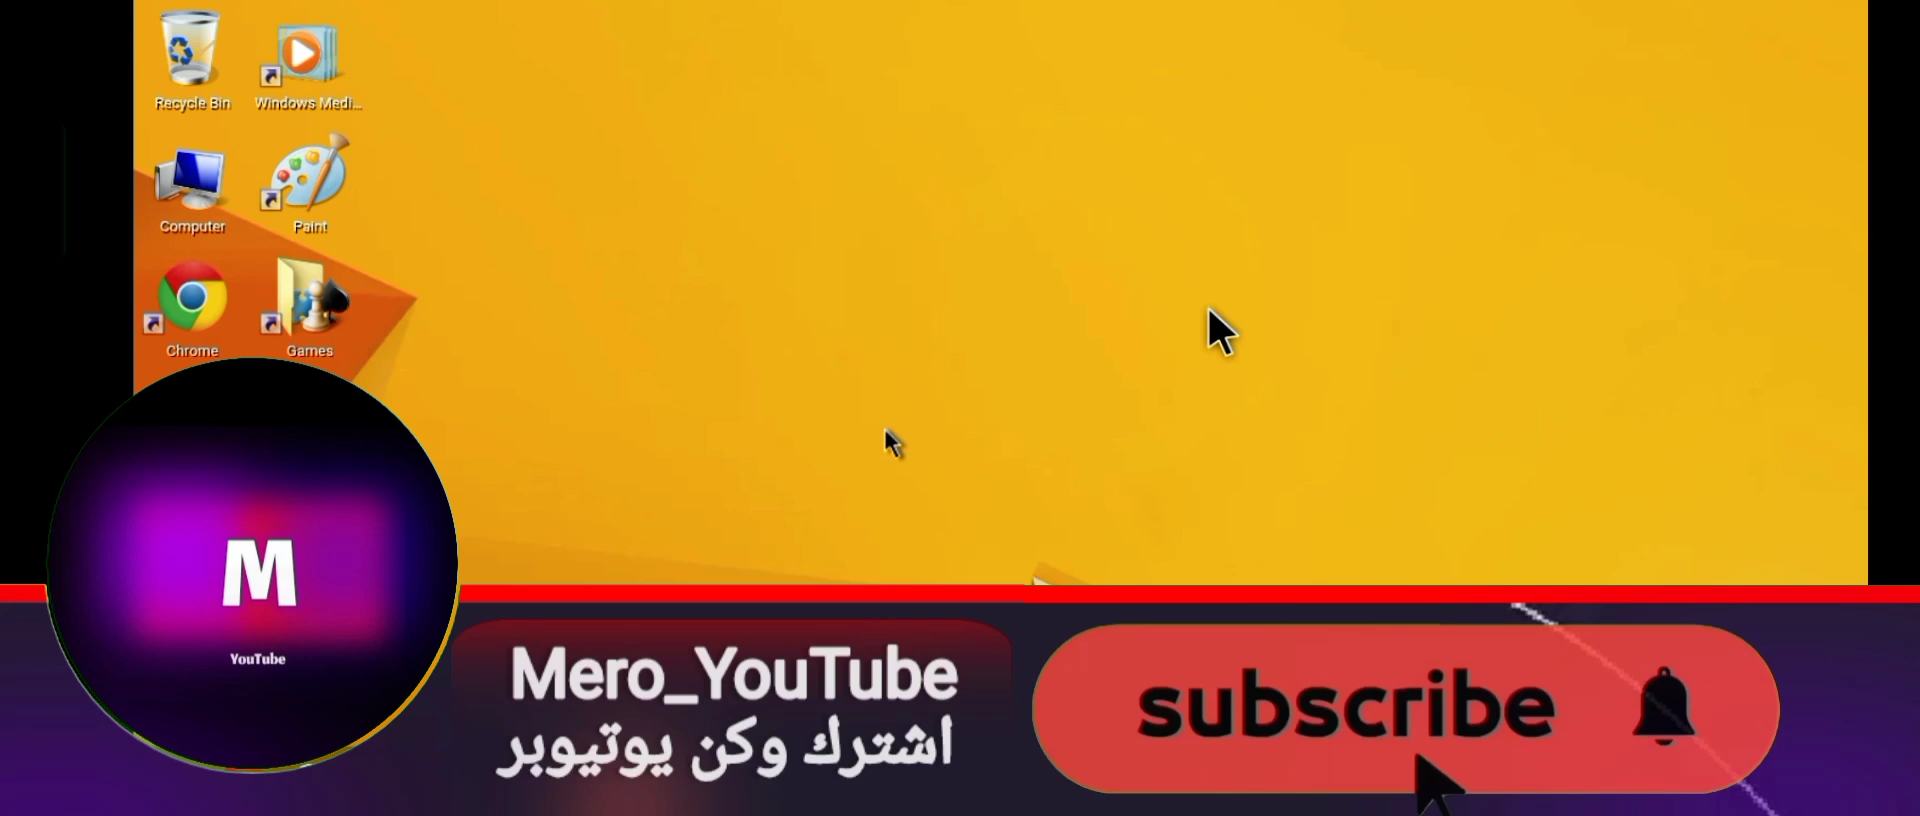 Recycle Bin
Windows Medi...
Computer
Paint
Chrome
Games
M
YouTube
Mero_YouTube
اشترك وكن يوتيوبر
subscribe